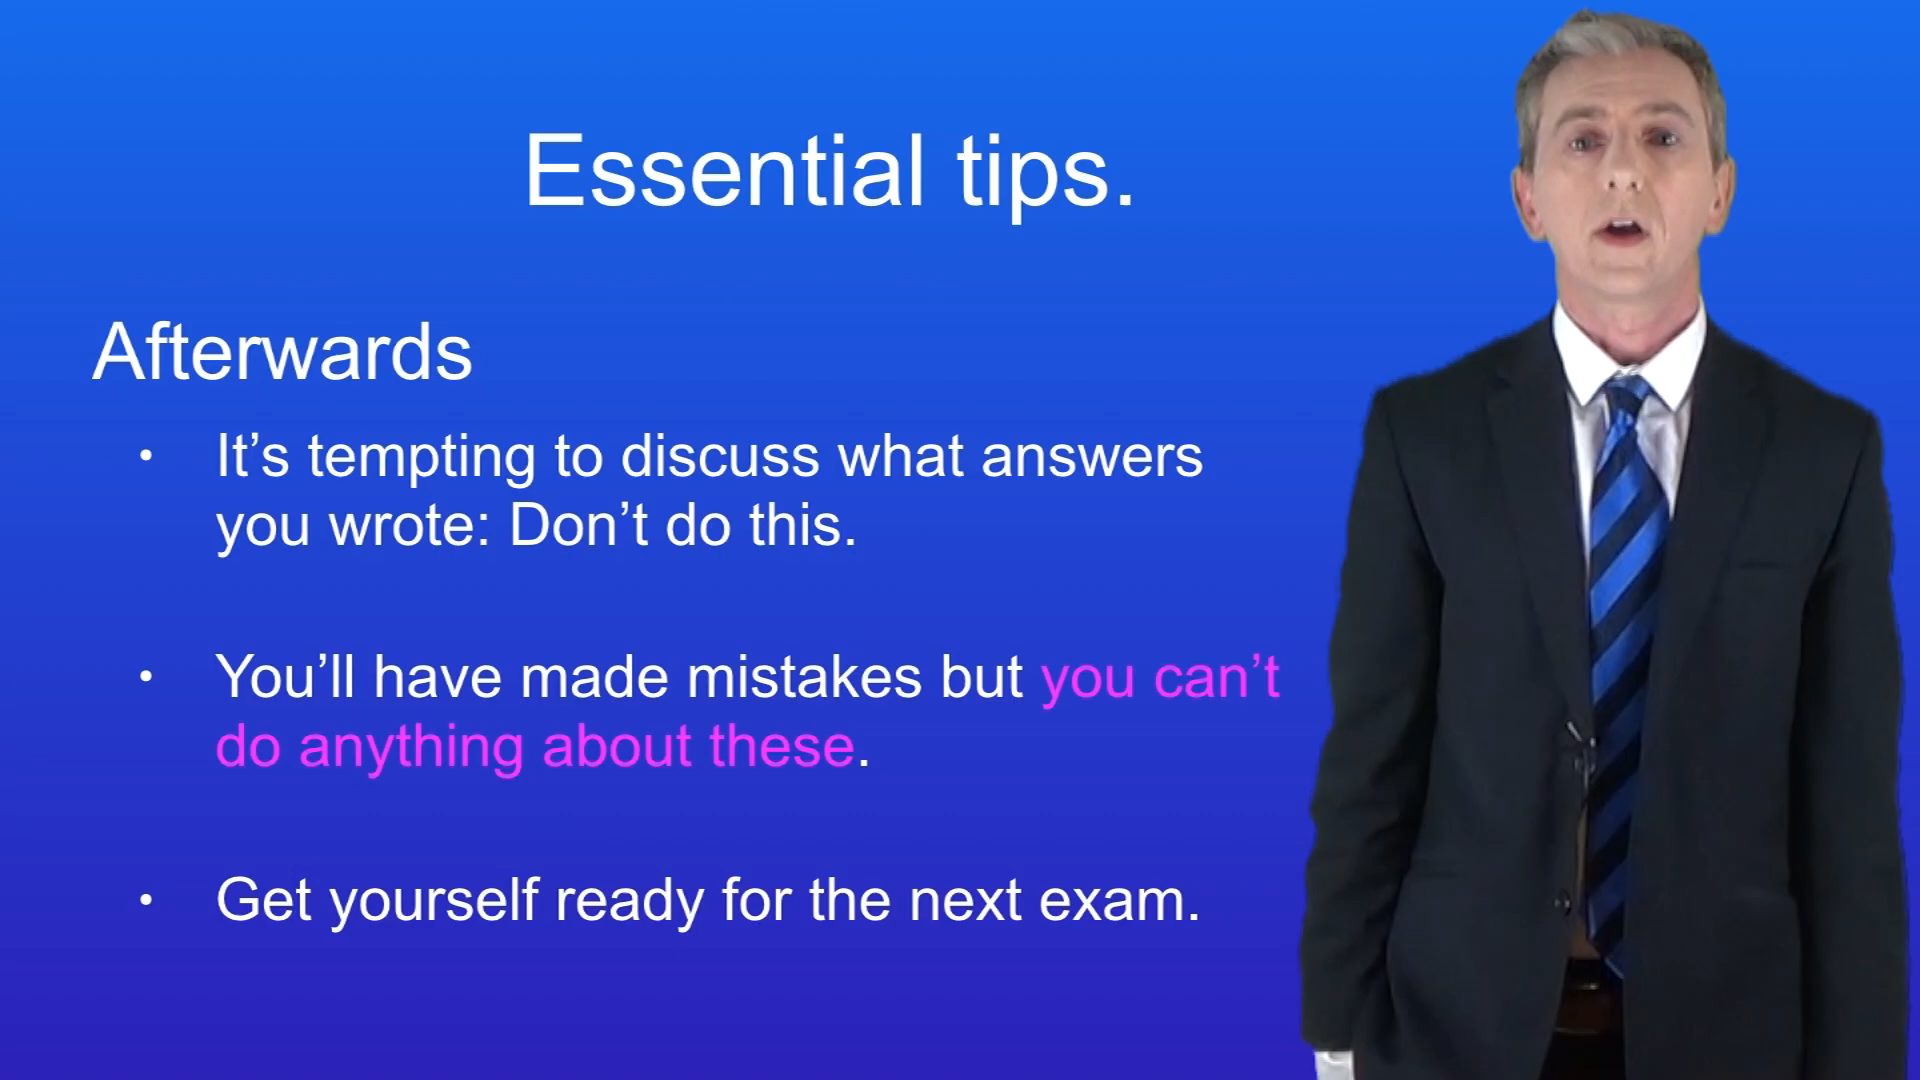 Essential tips.
Afterwards
• It’s tempting to discuss what answers
you wrote: Don’t do this.
• You’ll have made mistakes but you can’t
do anything about these.
• Get yourself ready for the next exam.